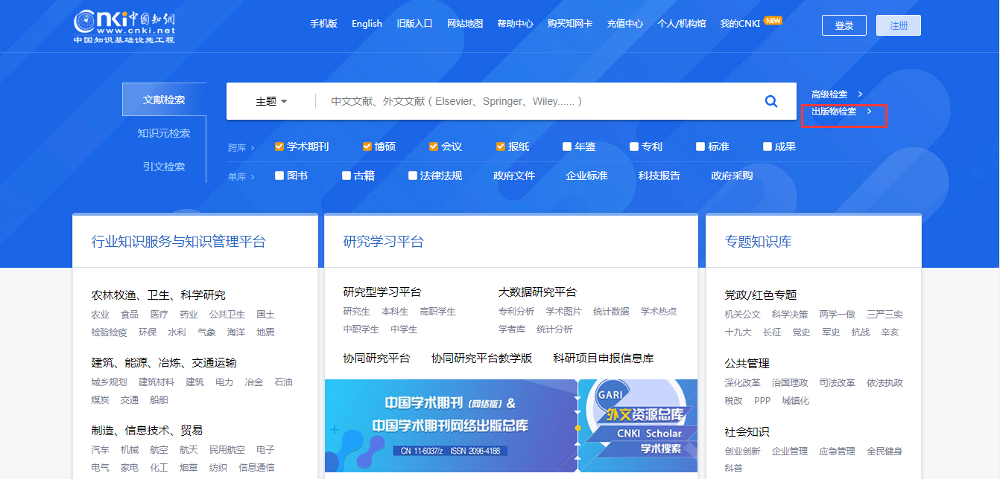 Cnki中国知网
www.cnki.net
中国知识基础设施工程
手机版 English 旧版入口 网站地图 帮助中心 购买知网卡 充值中心 个人/机构馆 我的CNKI NEW
登录 注册
文献检索
知识元检索
引文检索
主题 中文文献、外文文献（Elsevier、Springer、Wiley......）
高级检索 >
出版物检索 >
跨库 > 学术期刊 博硕 会议 报纸 年鉴 专利 标准 成果
单库 > 图书 古籍 法律法规 政府文件 企业标准 科技报告 政府采购
行业知识服务与知识管理平台
农林牧渔、卫生、科学研究
农业 食品 医疗 药业 公共卫生 国土
检验检疫 环保 水利 气象 海洋 地震
建筑、能源、冶炼、交通运输
城乡规划 建筑材料 建筑 电力 冶金 石油
煤炭 交通 船舶
制造、信息技术、贸易
汽车 机械 航空 航天 民用航空 电子
电气 家电 化工 烟草 纺织 信息通信
研究学习平台
研究型学习平台
研究生 本科生 高职学生
中职学生 中学生
大数据研究平台
专利分析 学术图片 统计数据 学术热点
学者库 统计分析
协同研究平台 协同研究平台教学版 科研项目申报信息库
中国学术期刊（网络版）&
中国学术期刊网络出版总库
CN 11-6037/z ISSN 2096-4188
GARI
外文资源总库
CNKI Scholar
学术搜索
专题知识库
党政/红色专题
机关公文 科学决策 两学一做 三严三实
十九大 长征 党史 军史 抗战 辛亥
公共管理
深化改革 治国理政 司法改革 依法执政
税改 PPP 城镇化
社会知识
创业创新 企业管理 应急管理 全民健身
科普